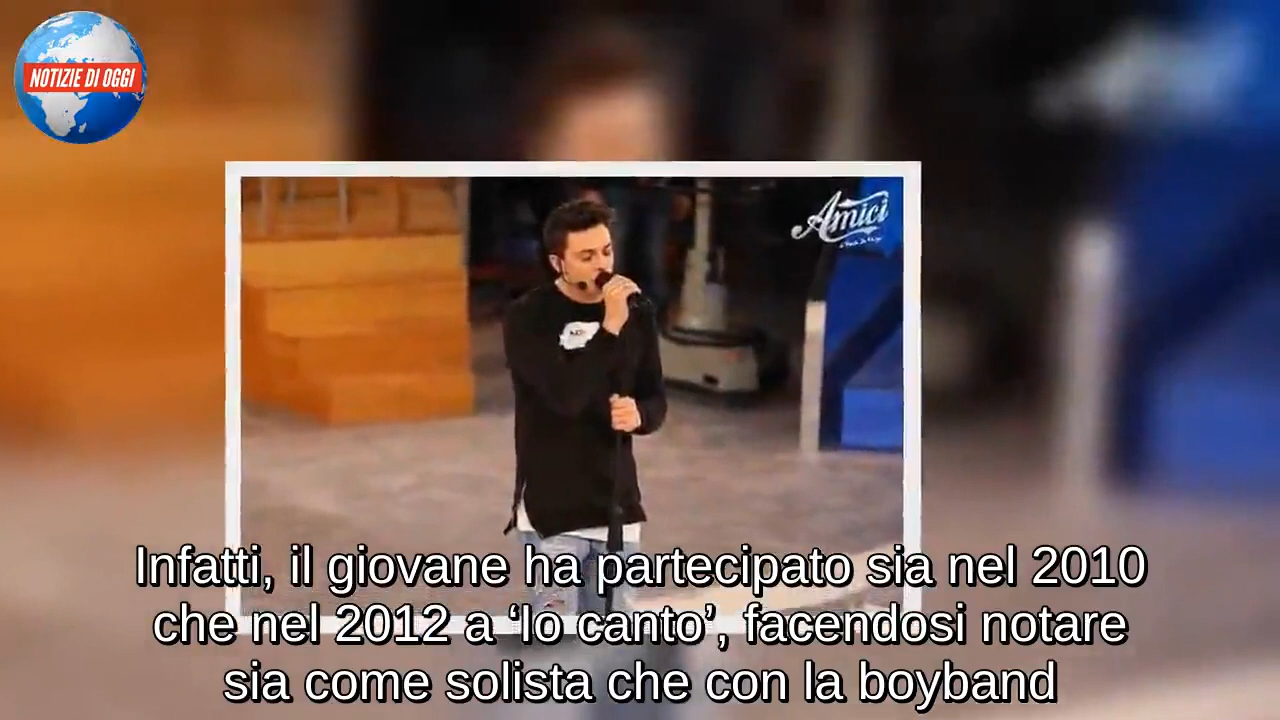 NOTIZIE DI OGGI
Amici
Infatti, il giovane ha partecipato sia nel 2010
che nel 2012 a ‘Io canto’, facendosi notare
sia come solista che con la boyband